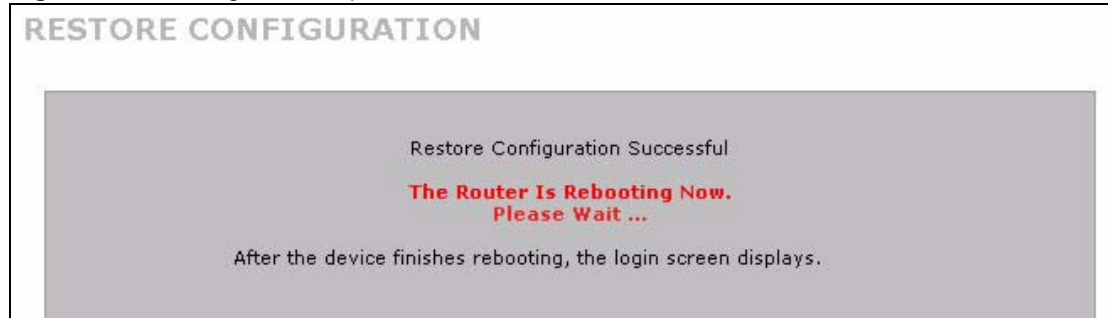 RESTORE CONFIGURATION
Restore Configuration Successful
The Router Is Rebooting Now.
Please Wait ...
After the device finishes rebooting, the login screen displays.